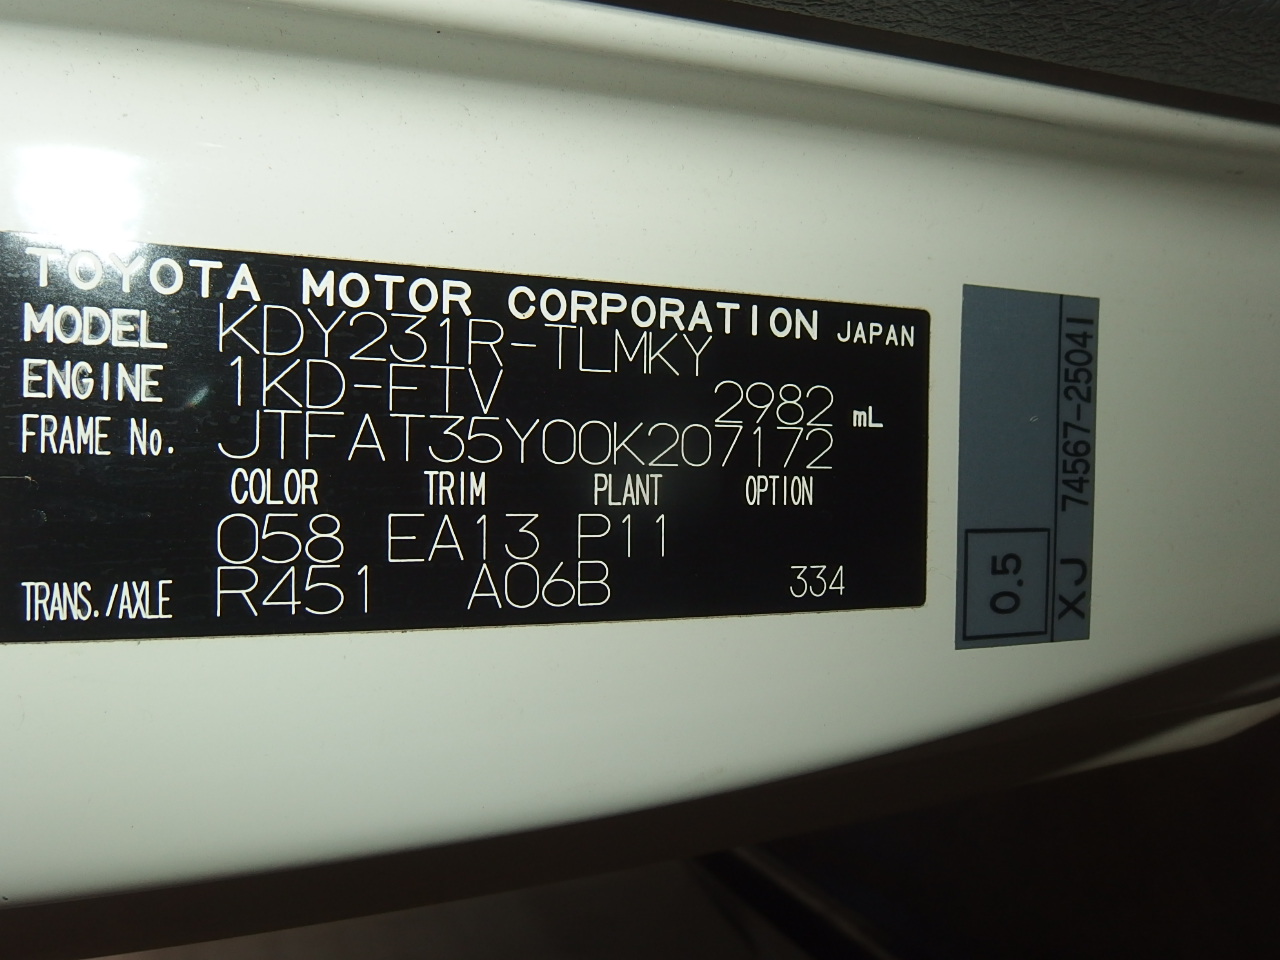 TOYOTA MOTOR CORPORATION JAPAN
MODEL KDY231R-TLMKY
ENGINE 1KD-FTV 2982 mL
FRAME No. JTFAT35Y00K207172
COLOR TRIM PLANT OPTION
058 EA13 P11
TRANS./AXLE R451 A06B 334
0.5
XJ 74567-25041